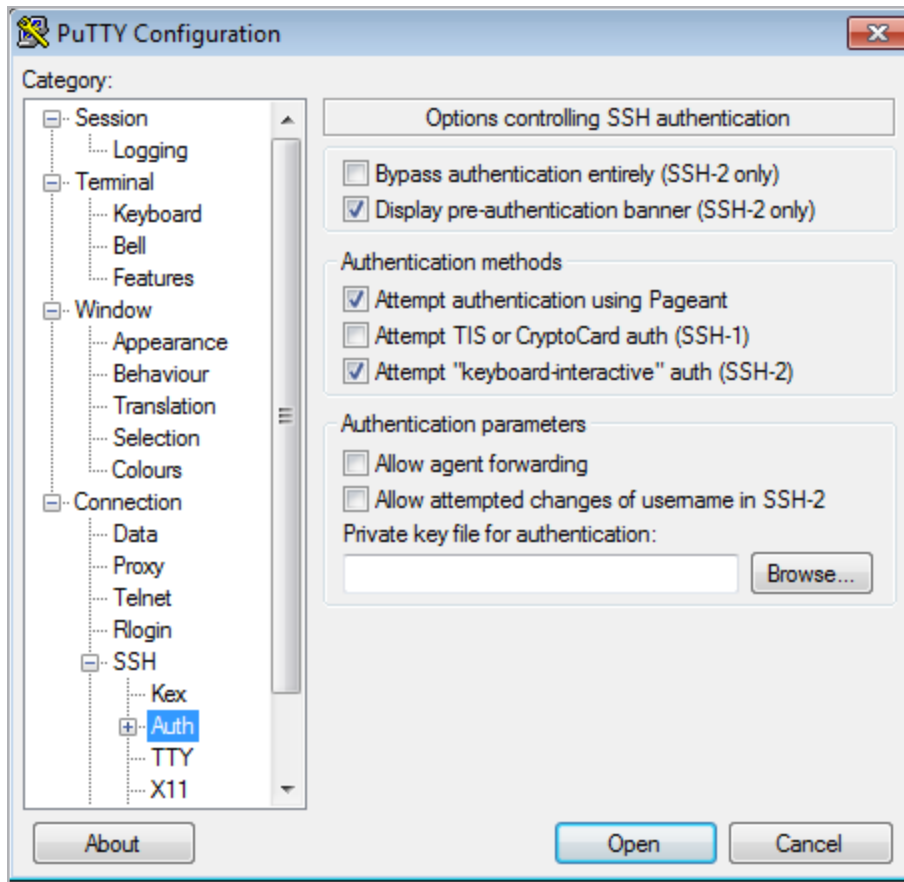 PuTTY Configuration
Category:
Session
Logging
Terminal
Keyboard
Bell
Features
Window
Appearance
Behaviour
Translation
Selection
Colours
Connection
Data
Proxy
Telnet
Rlogin
SSH
Kex
Auth
TTY
X11
Options controlling SSH authentication
Bypass authentication entirely (SSH-2 only)
Display pre-authentication banner (SSH-2 only)
Authentication methods
Attempt authentication using Pageant
Attempt TIS or CryptoCard auth (SSH-1)
Attempt "keyboard-interactive" auth (SSH-2)
Authentication parameters
Allow agent forwarding
Allow attempted changes of username in SSH-2
Private key file for authentication:
Browse...
About
Open
Cancel